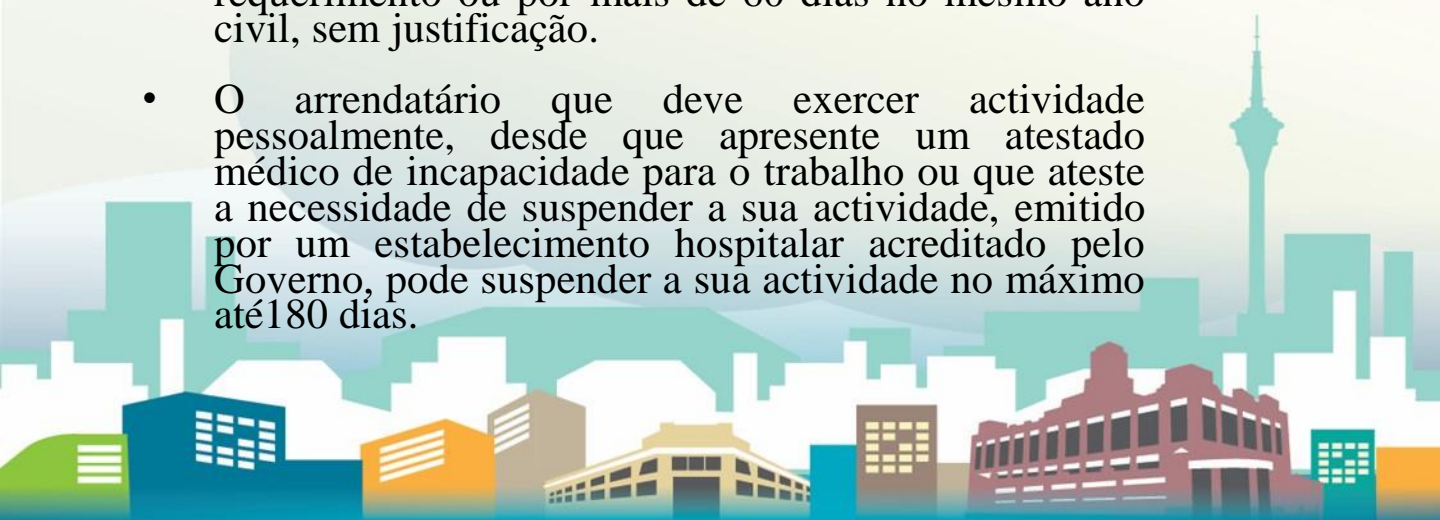 requerimento ou por mais de 60 dias no mesmo ano
civil, sem justificação.
• O arrendatário que deve exercer actividade
pessoalmente, desde que apresente um atestado
médico de incapacidade para o trabalho ou que ateste
a necessidade de suspender a sua actividade, emitido
por um estabelecimento hospitalar acreditado pelo
Governo, pode suspender a sua actividade no máximo
até180 dias.